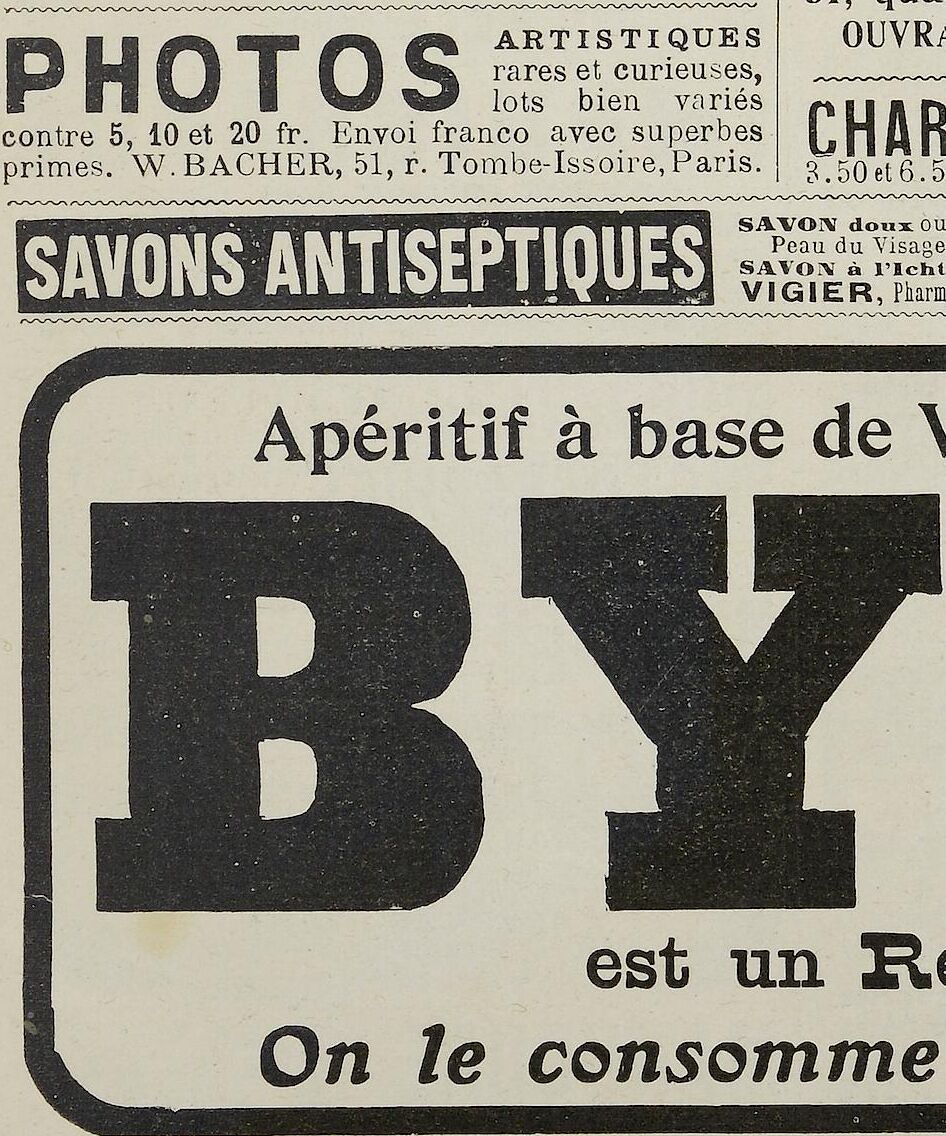 PHOTOS ARTISTIQUES
rares et curieuses,
lots bien variés
contre 5, 10 et 20 fr. Envoi franco avec superbes
primes. W. BACHER, 51, r. Tombe-Issoire, Paris.
OUVRA
CHAR
3.50 et 6.5
SAVONS ANTISEPTIQUES
SAVON doux ou
Peau du Visage
SAVON à l'Icht
VIGIER, Pharm
Apéritif à base de V
BY
est un Re
On le consomme